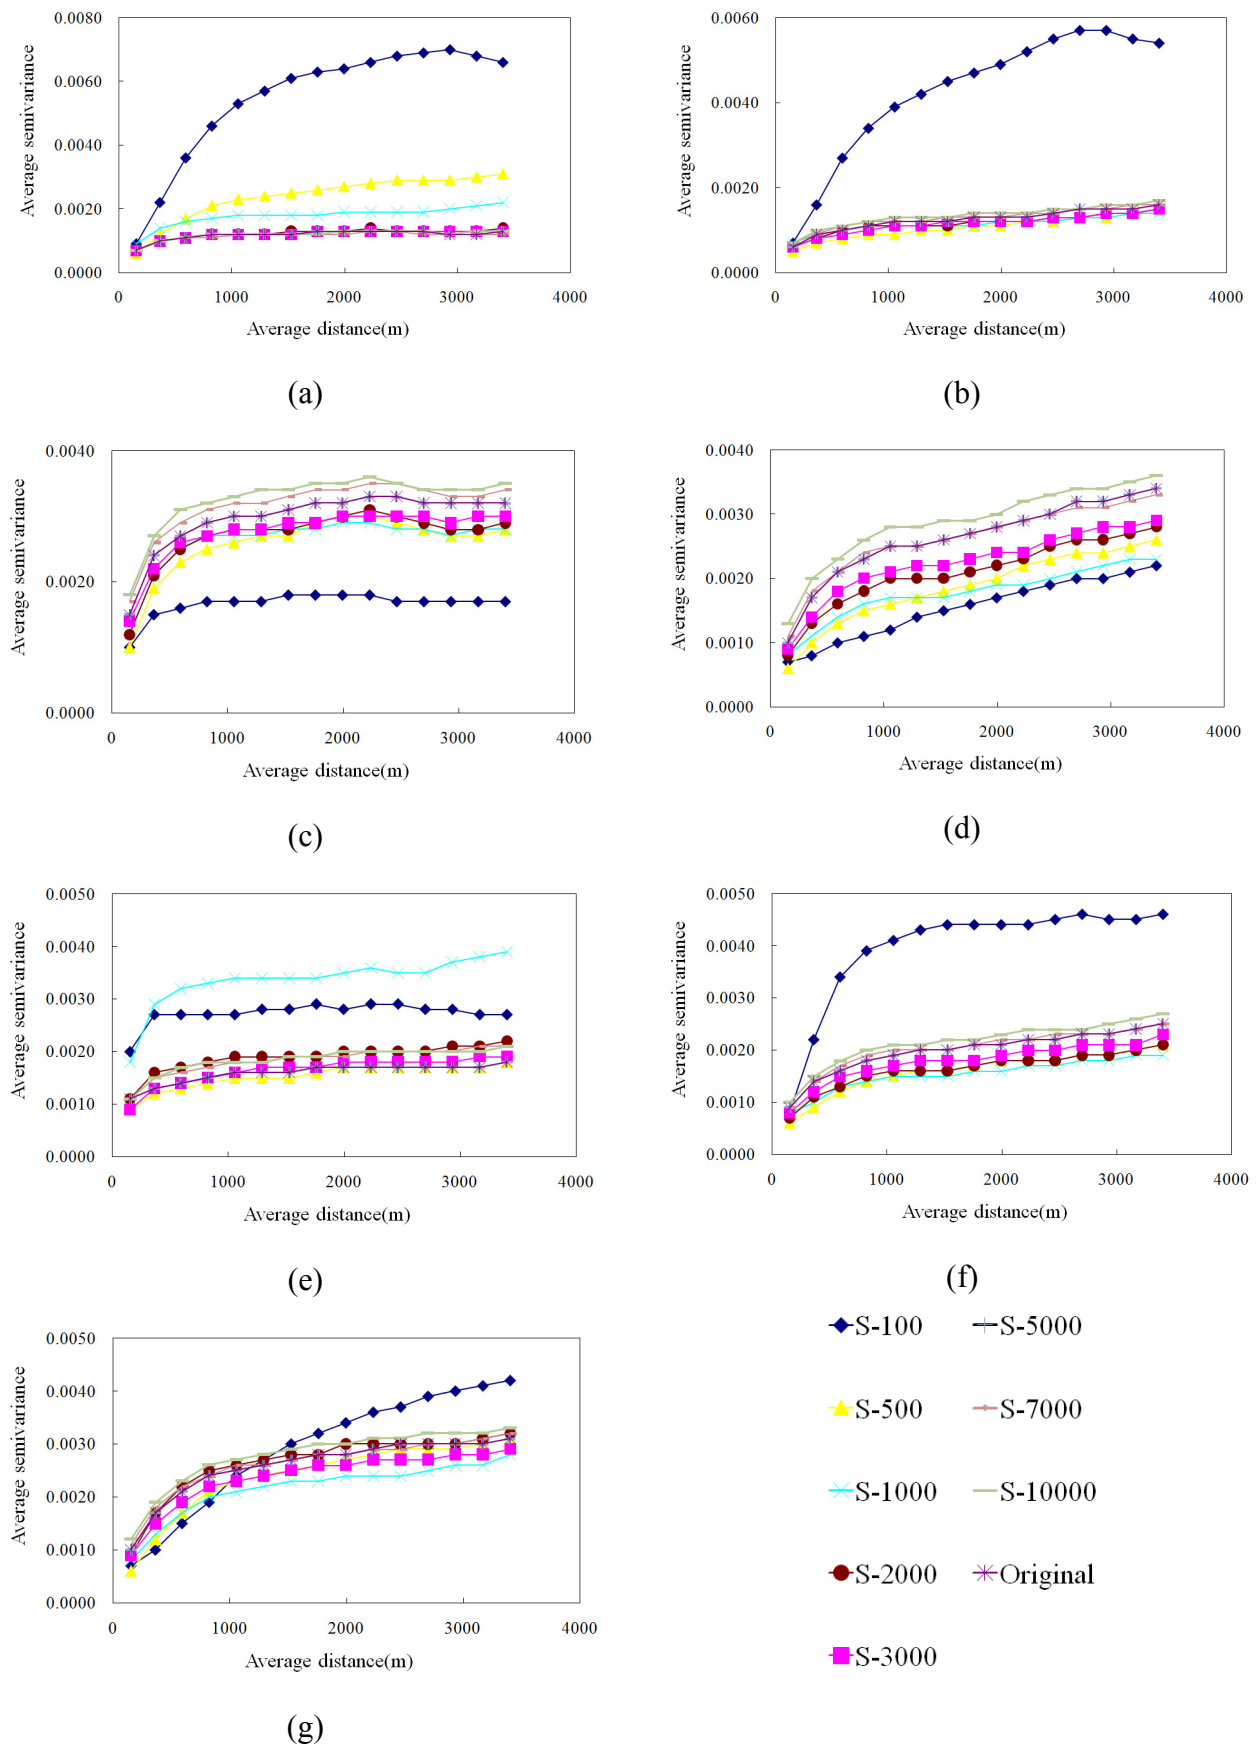 0.0080
0.0060
0.0040
0.0020
0.0000
0 1000 2000 3000 4000
Average semivariance
Average distance(m)
(a)
0.0060
0.0040
0.0020
0.0000
0 1000 2000 3000 4000
Average semivariance
Average distance(m)
(b)
0.0040
0.0020
0.0000
0 1000 2000 3000 4000
Average semivariance
Average distance(m)
(c)
0.0040
0.0030
0.0020
0.0010
0.0000
0 1000 2000 3000 4000
Average semivariance
Average distance(m)
(d)
0.0050
0.0040
0.0030
0.0020
0.0010
0.0000
0 1000 2000 3000 4000
Average semivariance
Average distance(m)
(e)
0.0050
0.0040
0.0030
0.0020
0.0010
0.0000
0 1000 2000 3000 4000
Average semivariance
Average distance(m)
(f)
0.0050
0.0040
0.0030
0.0020
0.0010
0.0000
0 1000 2000 3000 4000
Average semivariance
Average distance(m)
(g)
S-100 S-5000
S-500 S-7000
S-1000 S-10000
S-2000 Original
S-3000